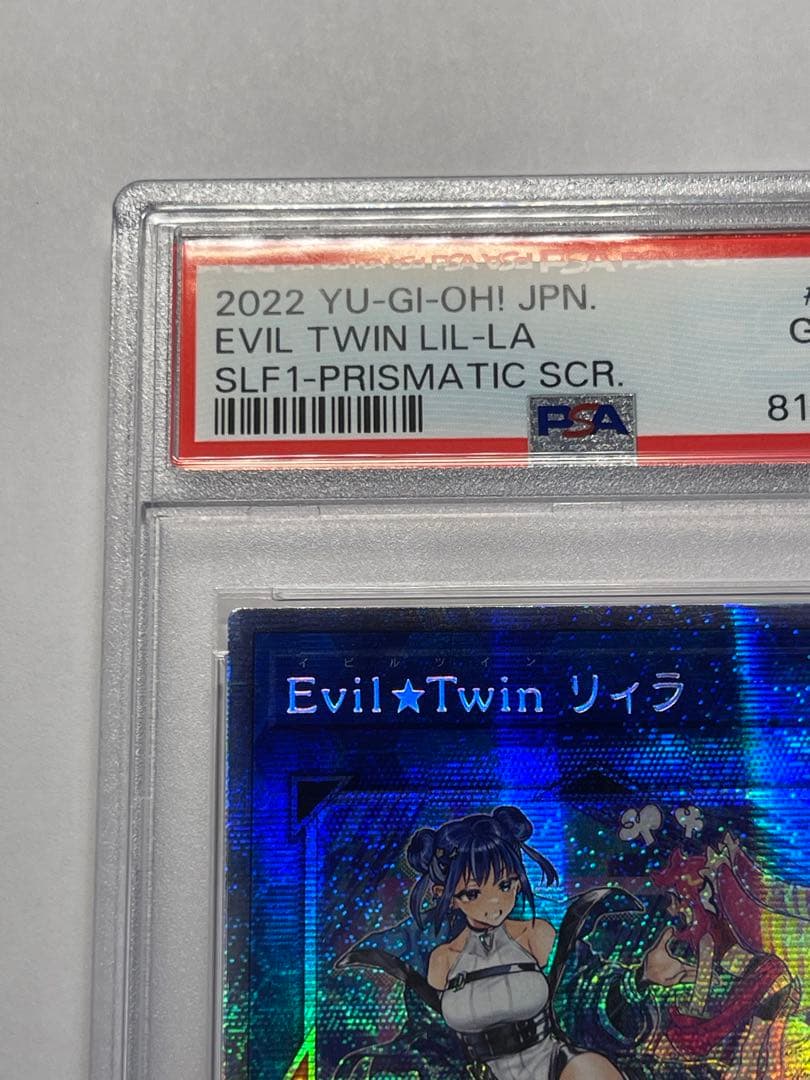 2022 YU-GI-OH! JPN.
EVIL TWIN LIL-LA
G
SLF1-PRISMATIC SCR.
PSA
81
イビルツイン
Evil★Twin リィラ